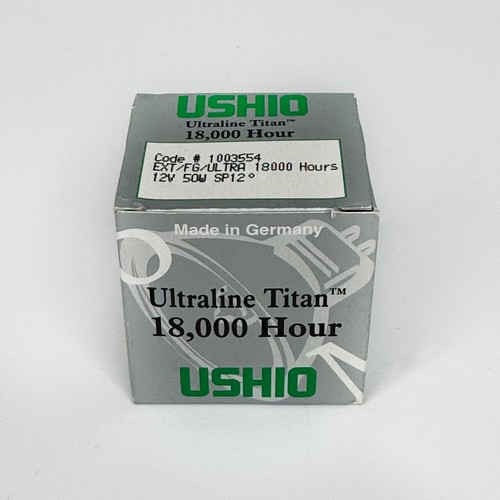 USHIO
Ultraline Titan™
18,000 Hour
Code # 1003554
EXT/FG/ULTRA 18000 Hours
12V 50W SP12°
Made in Germany
Ultraline Titan™
18,000 Hour
USHIO